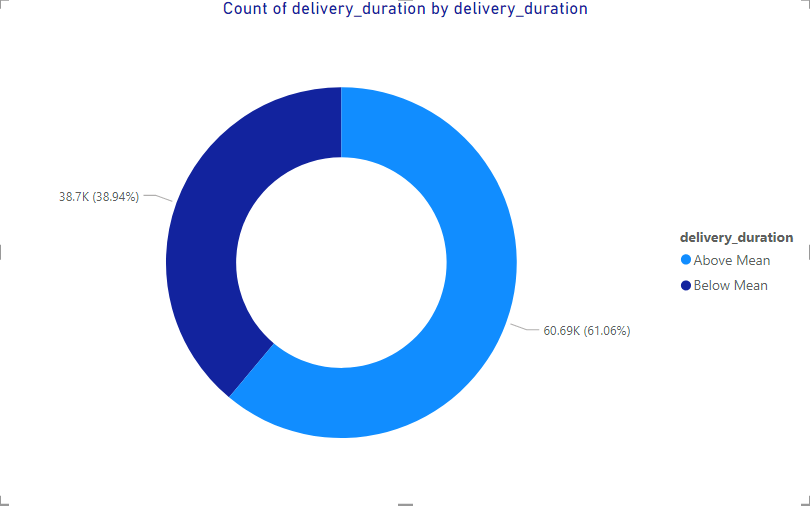 Count of delivery_duration by delivery_duration
38.7K (38.94%)
delivery_duration
Above Mean
Below Mean
60.69K (61.06%)